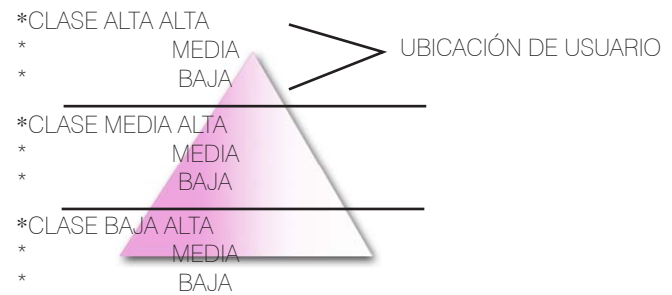 *CLASE ALTA ALTA
* MEDIA
* BAJA
UBICACIÓN DE USUARIO
*CLASE MEDIA ALTA
* MEDIA
* BAJA
*CLASE BAJA ALTA
* MEDIA
* BAJA